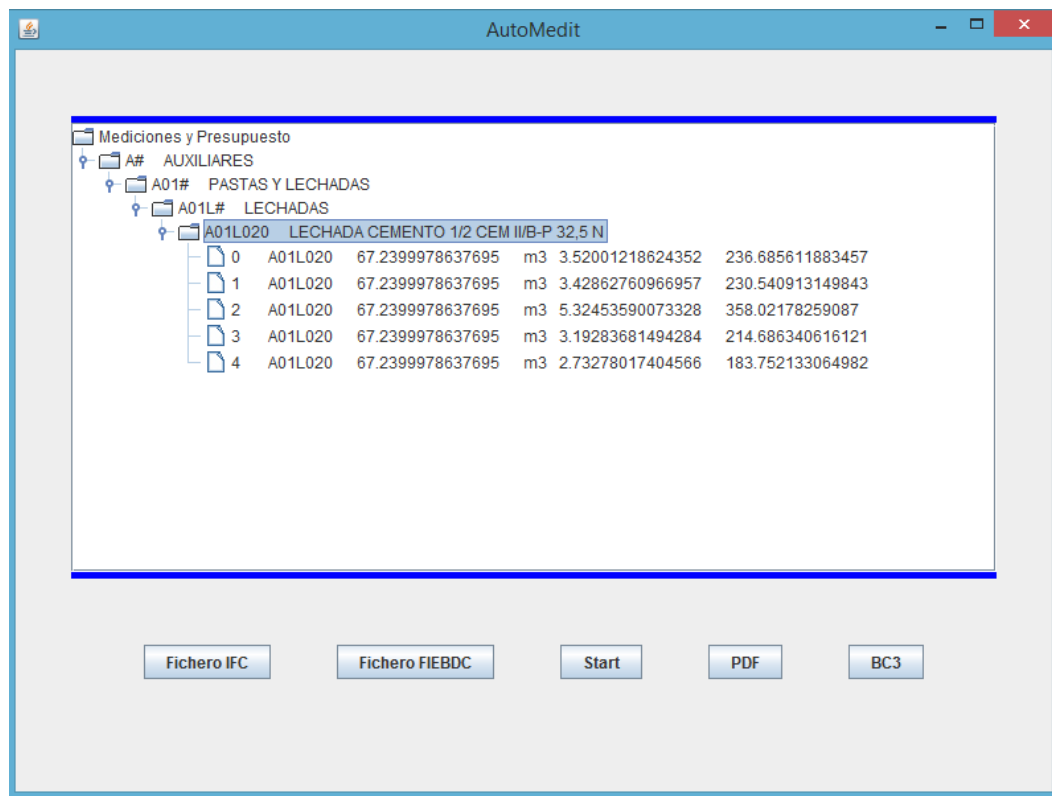 AutoMedit
Mediciones y Presupuesto
A# AUXILIARES
A01# PASTAS Y LECHADAS
A01L# LECHADAS
A01L020 LECHADA CEMENTO 1/2 CEM II/B-P 32,5 N
0 A01L020 67.2399978637695 m3 3.52001218624352 236.685611883457
1 A01L020 67.2399978637695 m3 3.42862760966957 230.540913149843
2 A01L020 67.2399978637695 m3 5.32453590073328 358.02178259087
3 A01L020 67.2399978637695 m3 3.19283681494284 214.686340616121
4 A01L020 67.2399978637695 m3 2.73278017404566 183.752133064982
Fichero IFC Fichero FIEBDC Start PDF BC3